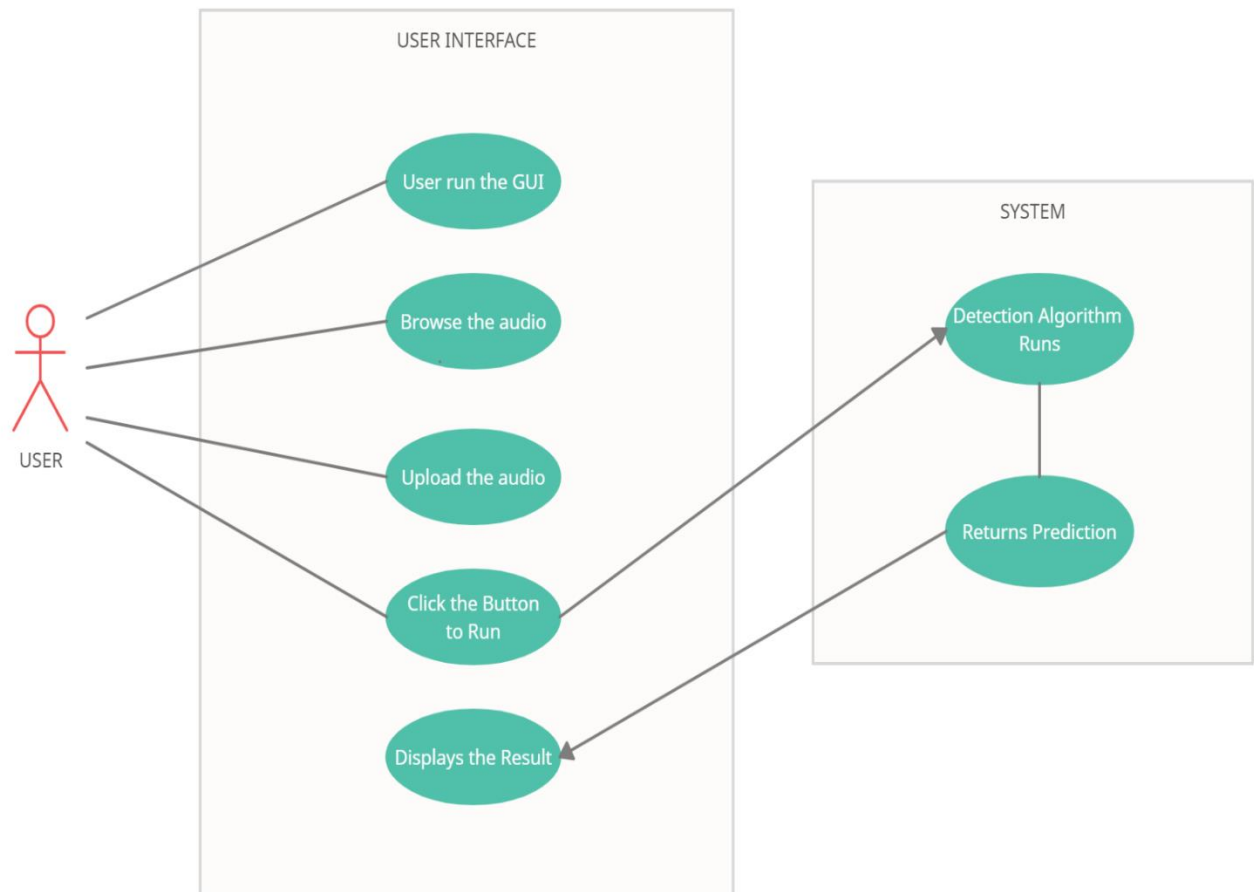 USER INTERFACE
User run the GUI
Browse the audio
Upload the audio
Click the Button
to Run
Displays the Result
USER
SYSTEM
Detection Algorithm
Runs
Returns Prediction